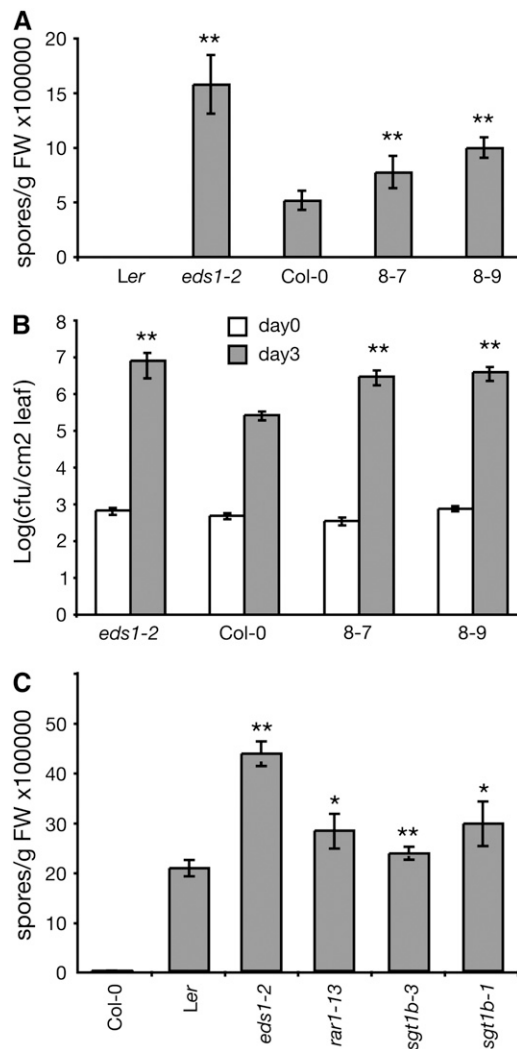 A
spores/g FW x100000
20
15
10
5
0
**
**
**
Ler
eds1-2
Col-0
8-7
8-9
B
Log(cfu/cm2 leaf)
8
7
6
5
4
3
2
1
0
day0
day3
**
**
**
eds1-2
Col-0
8-7
8-9
C
spores/g FW x100000
50
40
30
20
10
0
**
*
**
*
Col-0
Ler
eds1-2
rar1-13
sgt1b-3
sgt1b-1